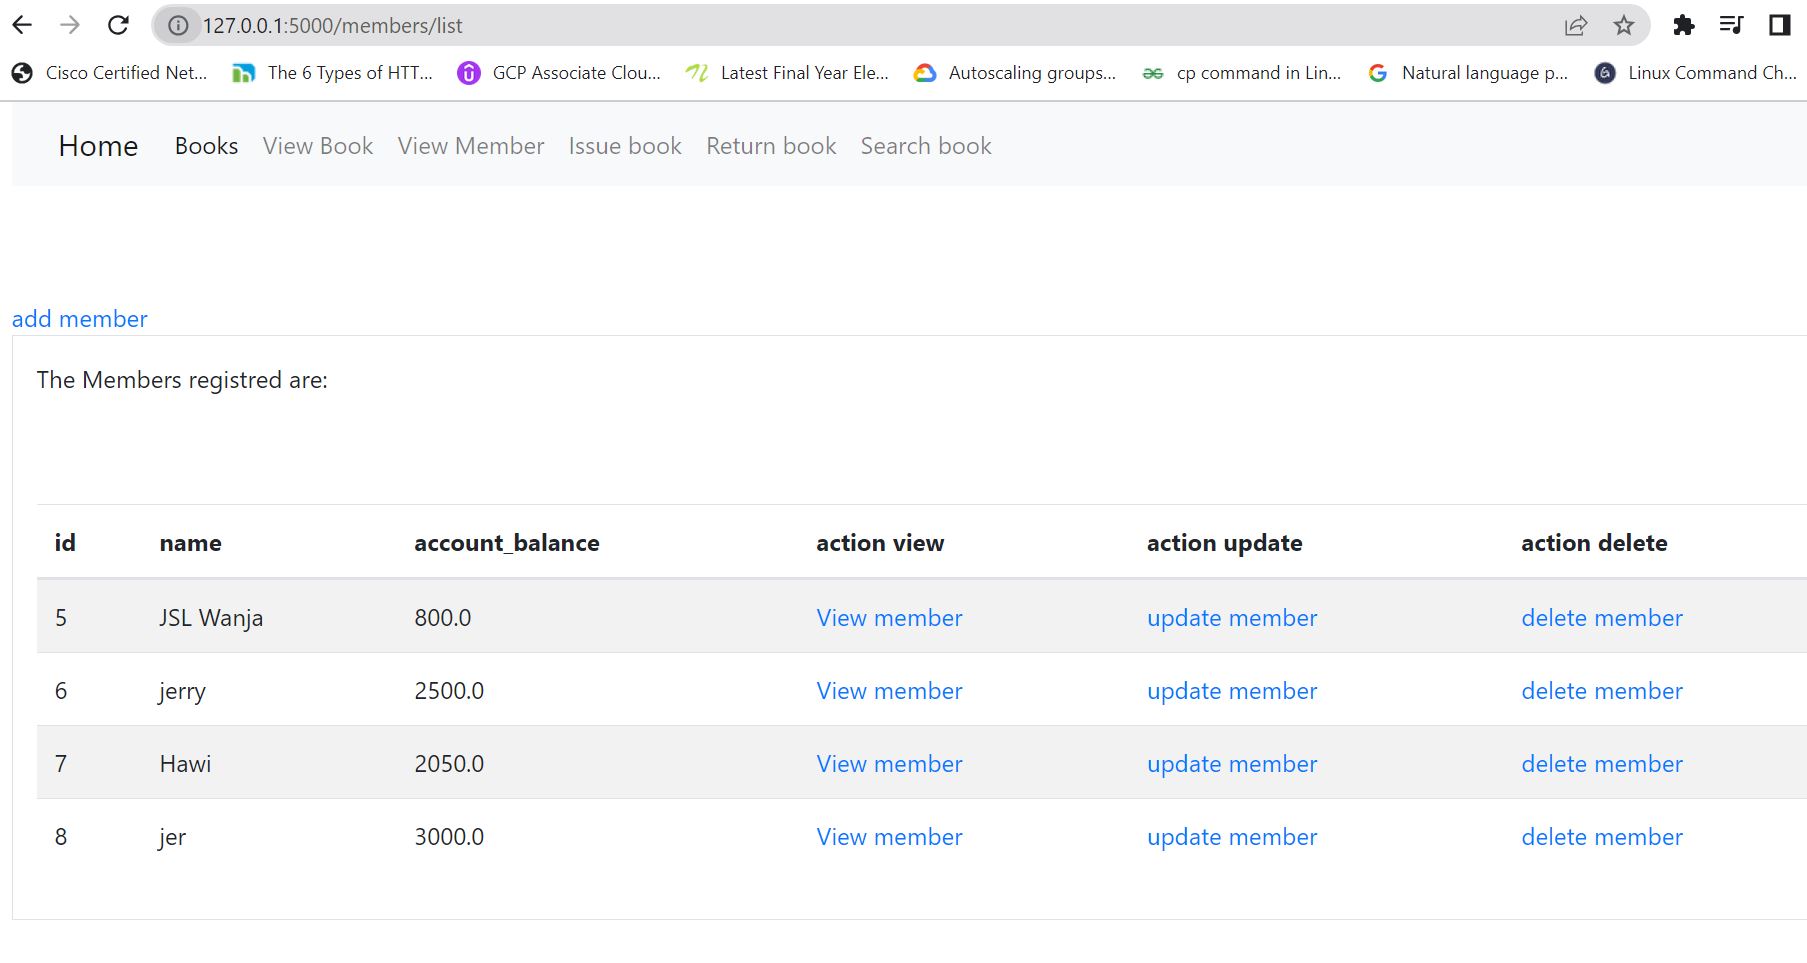 127.0.0.1:5000/members/list
Cisco Certified Net... The 6 Types of HTT... GCP Associate Clou... Latest Final Year Ele... Autoscaling groups... cp command in Lin... Natural language p... Linux Command Ch...
Home Books View Book View Member Issue book Return book Search book
add member
The Members registred are:
id name account_balance action view action update action delete
5 JSL Wanja 800.0 View member update member delete member
6 jerry 2500.0 View member update member delete member
7 Hawi 2050.0 View member update member delete member
8 jer 3000.0 View member update member delete member